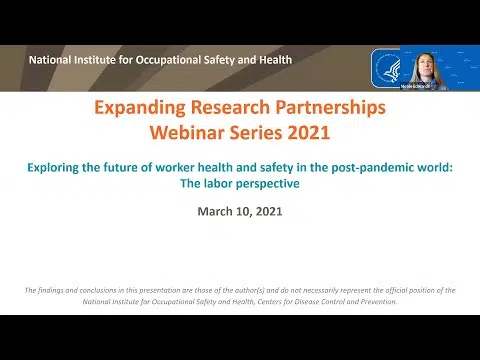 National Institute for Occupational Safety and Health
Expanding Research Partnerships
Webinar Series 2021
Exploring the future of worker health and safety in the post-pandemic world:
The labor perspective
March 10, 2021
The findings and conclusions in this presentation are those of the author(s) and do not necessarily represent the official position of the
National Institute for Occupational Safety and Health, Centers for Disease Control and Prevention.